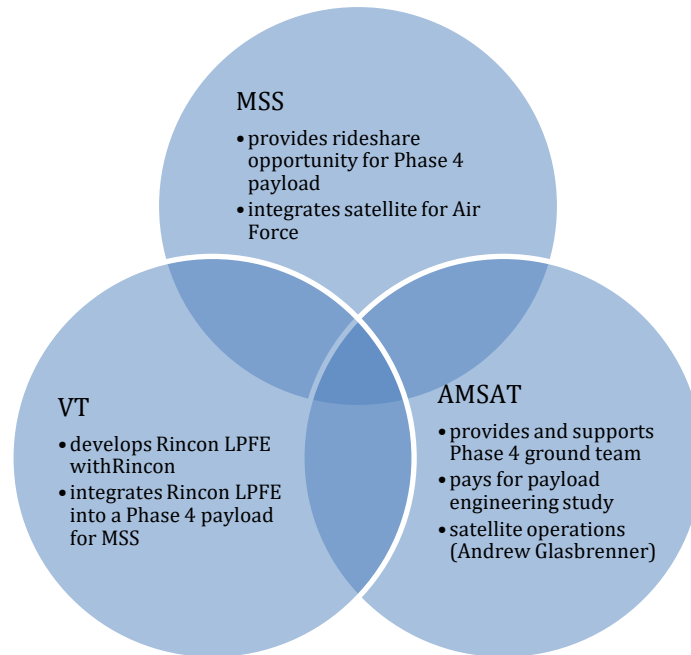 MSS
• provides rideshare
opportunity for Phase 4
payload
• integrates satellite for Air
Force
VT
• develops Rincon LPFE
withRincon
• integrates Rincon LPFE
into a Phase 4 payload
for MSS
AMSAT
• provides and supports
Phase 4 ground team
• pays for payload
engineering study
• satellite operations
(Andrew Glasbrenner)